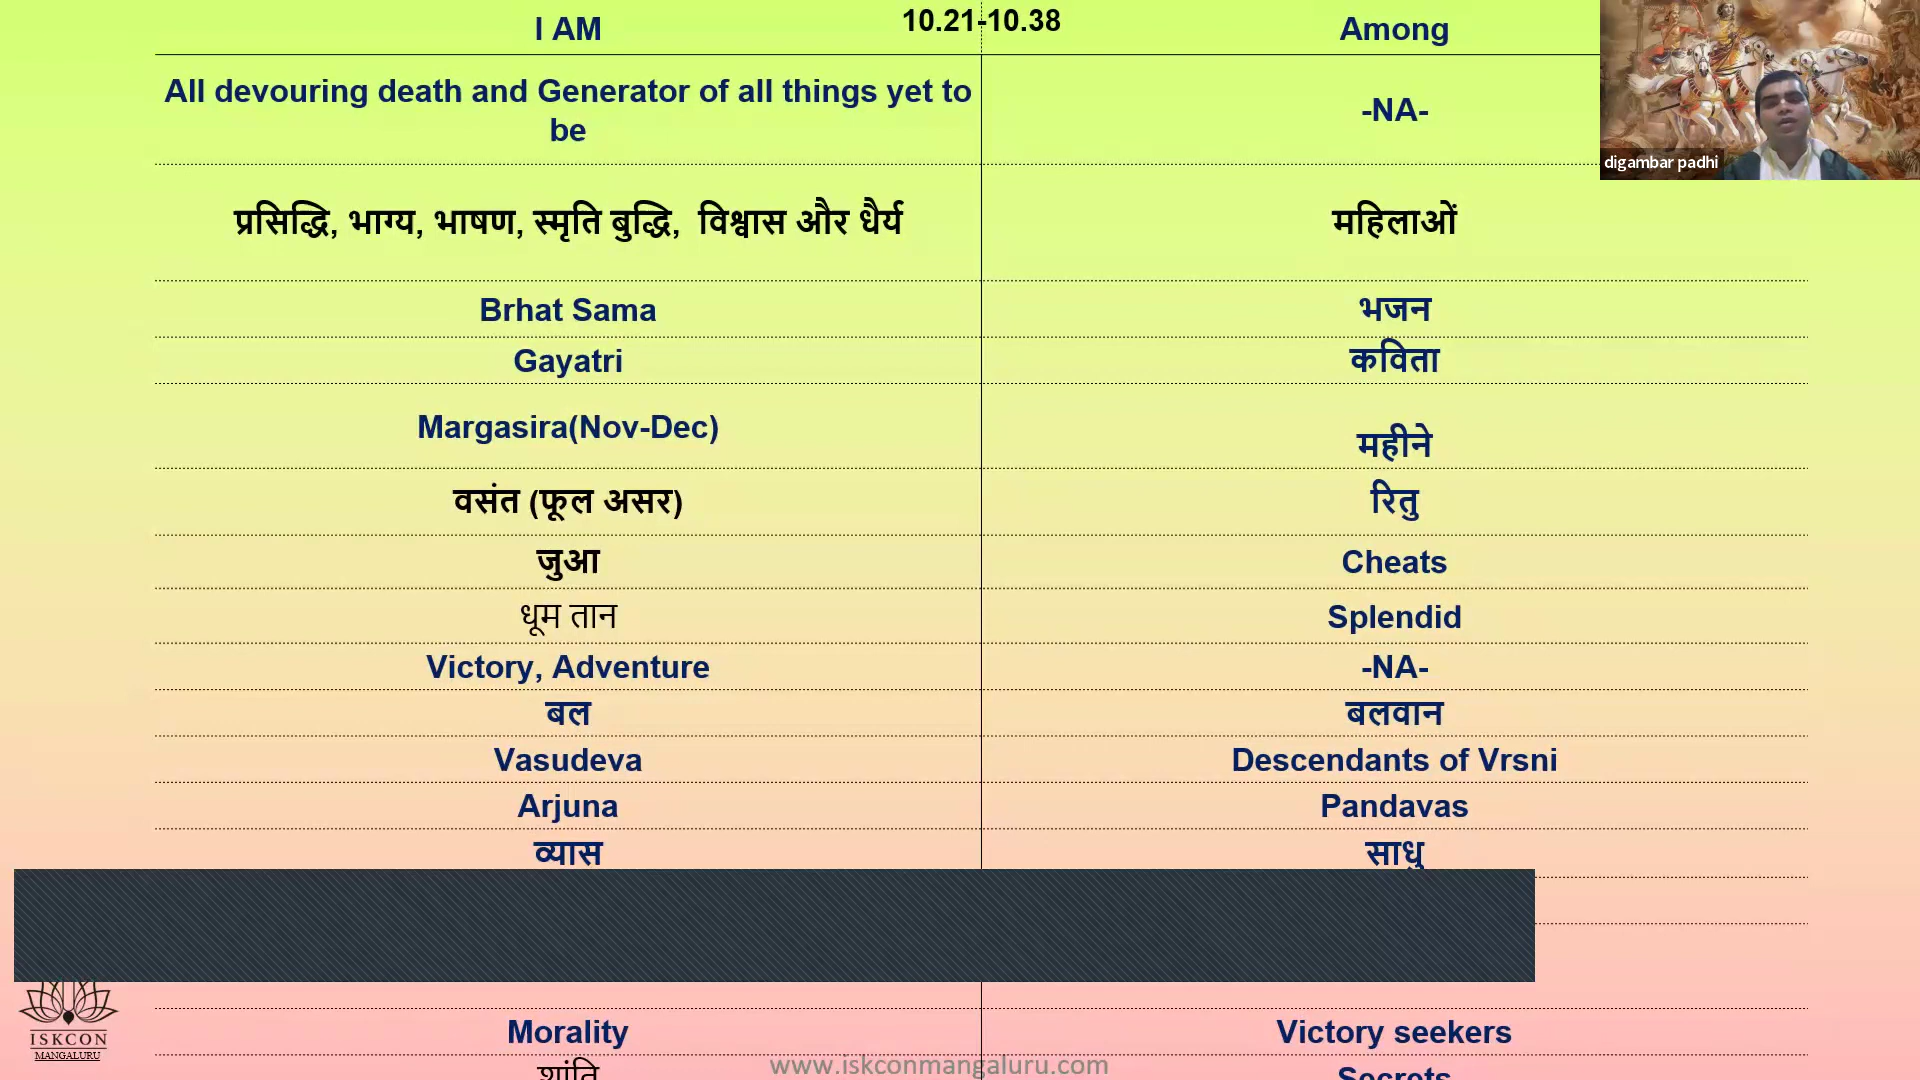 I AM 10.21-10.38 Among
All devouring death and Generator of all things yet to
be
-NA-
digambar padhi
प्रसिद्धि, भाग्य, भाषण, स्मृति बुद्धि, विश्वास और धैर्य महिलाओं
Brhat Sama भजन
Gayatri कविता
Margasira(Nov-Dec) महीने
वसंत (फूल असर) रितु
जुआ Cheats
धूम तान Splendid
Victory, Adventure -NA-
बल बलवान
Vasudeva Descendants of Vrsni
Arjuna Pandavas
व्यास साधु
ISKCON
MANGALURU
Morality Victory seekers
www.iskconmangaluru.com
शांति Secrets